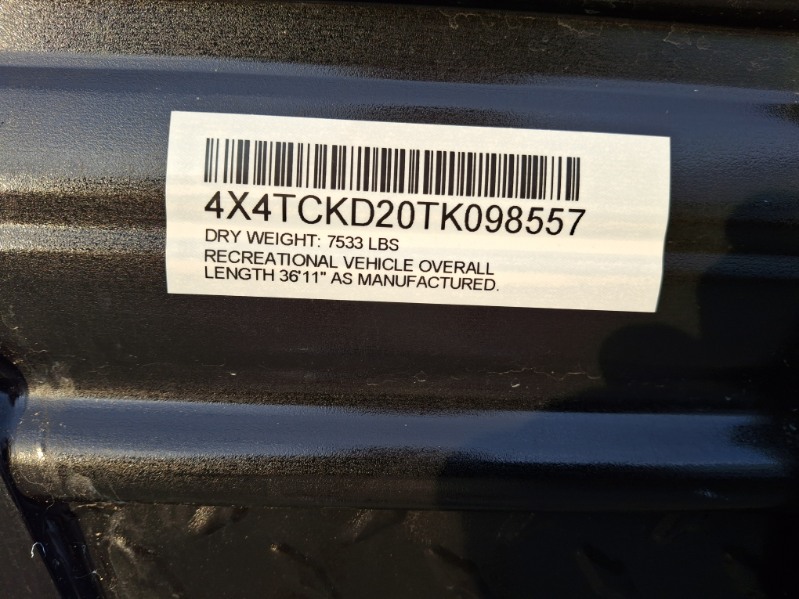 4X4TCKD20TK098557
DRY WEIGHT: 7533 LBS
RECREATIONAL VEHICLE OVERALL
LENGTH 36'11" AS MANUFACTURED.